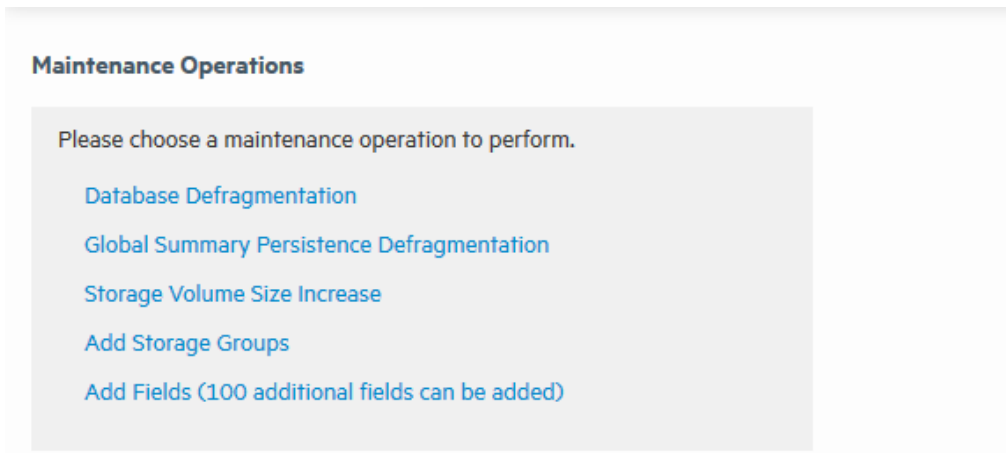 Maintenance Operations
Please choose a maintenance operation to perform.
Database Defragmentation
Global Summary Persistence Defragmentation
Storage Volume Size Increase
Add Storage Groups
Add Fields (100 additional fields can be added)